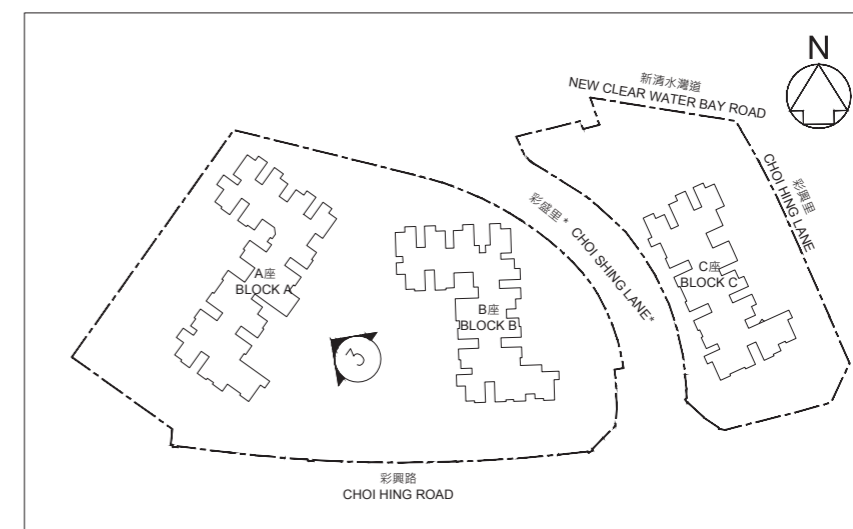 N
新清水灣道
NEW CLEAR WATER BAY ROAD
彩興里
CHOI HING LANE
彩盛里*
CHOI SHING LANE*
A座
BLOCK A
B座
BLOCK B
C座
BLOCK C
3
彩興路
CHOI HING ROAD